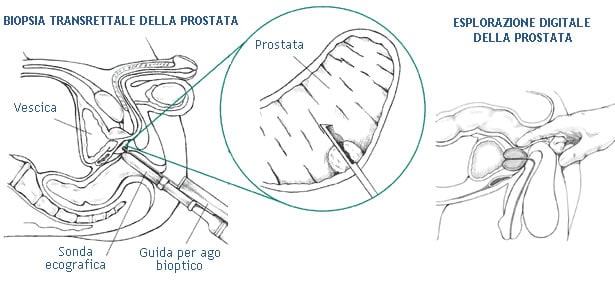 BIOPSIA TRANSRETTALE DELLA PROSTATA
Vescica
Prostata
Sonda
ecografica
Guida per ago
bioptico
ESPLORAZIONE DIGITALE
DELLA PROSTATA